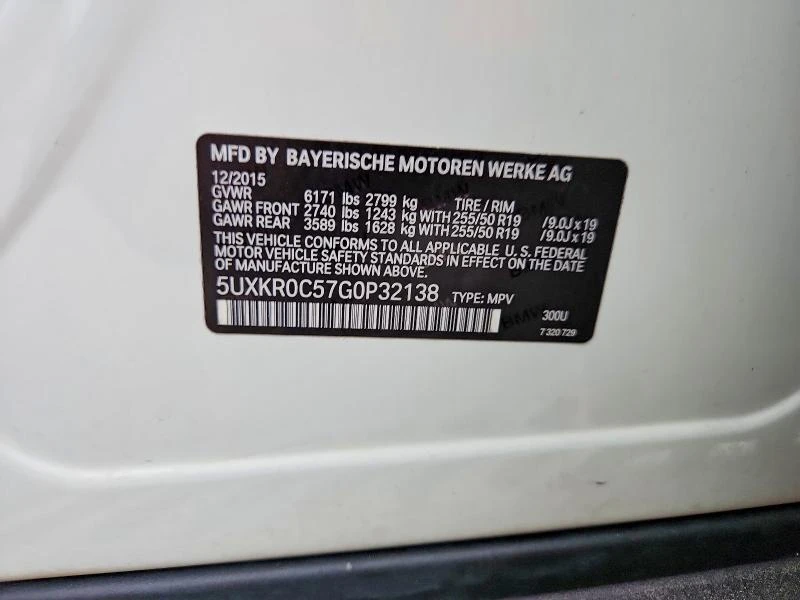 MFD BY BAYERISCHE MOTOREN WERKE AG
12/2015
GVWR 6171 lbs 2799 kg TIRE / RIM
GAWR FRONT 2740 lbs 1243 kg WITH 255/50 R19 /9.0J x 19
GAWR REAR 3589 lbs 1628 kg WITH 255/50 R19 /9.0J x 19
THIS VEHICLE CONFORMS TO ALL APPLICABLE U.S. FEDERAL
MOTOR VEHICLE SAFETY STANDARDS IN EFFECT ON THE DATE
OF MANUFACTURE SHOWN ABOVE.
5UXKR0C57G0P32138 TYPE: MPV
300U
7 320 729